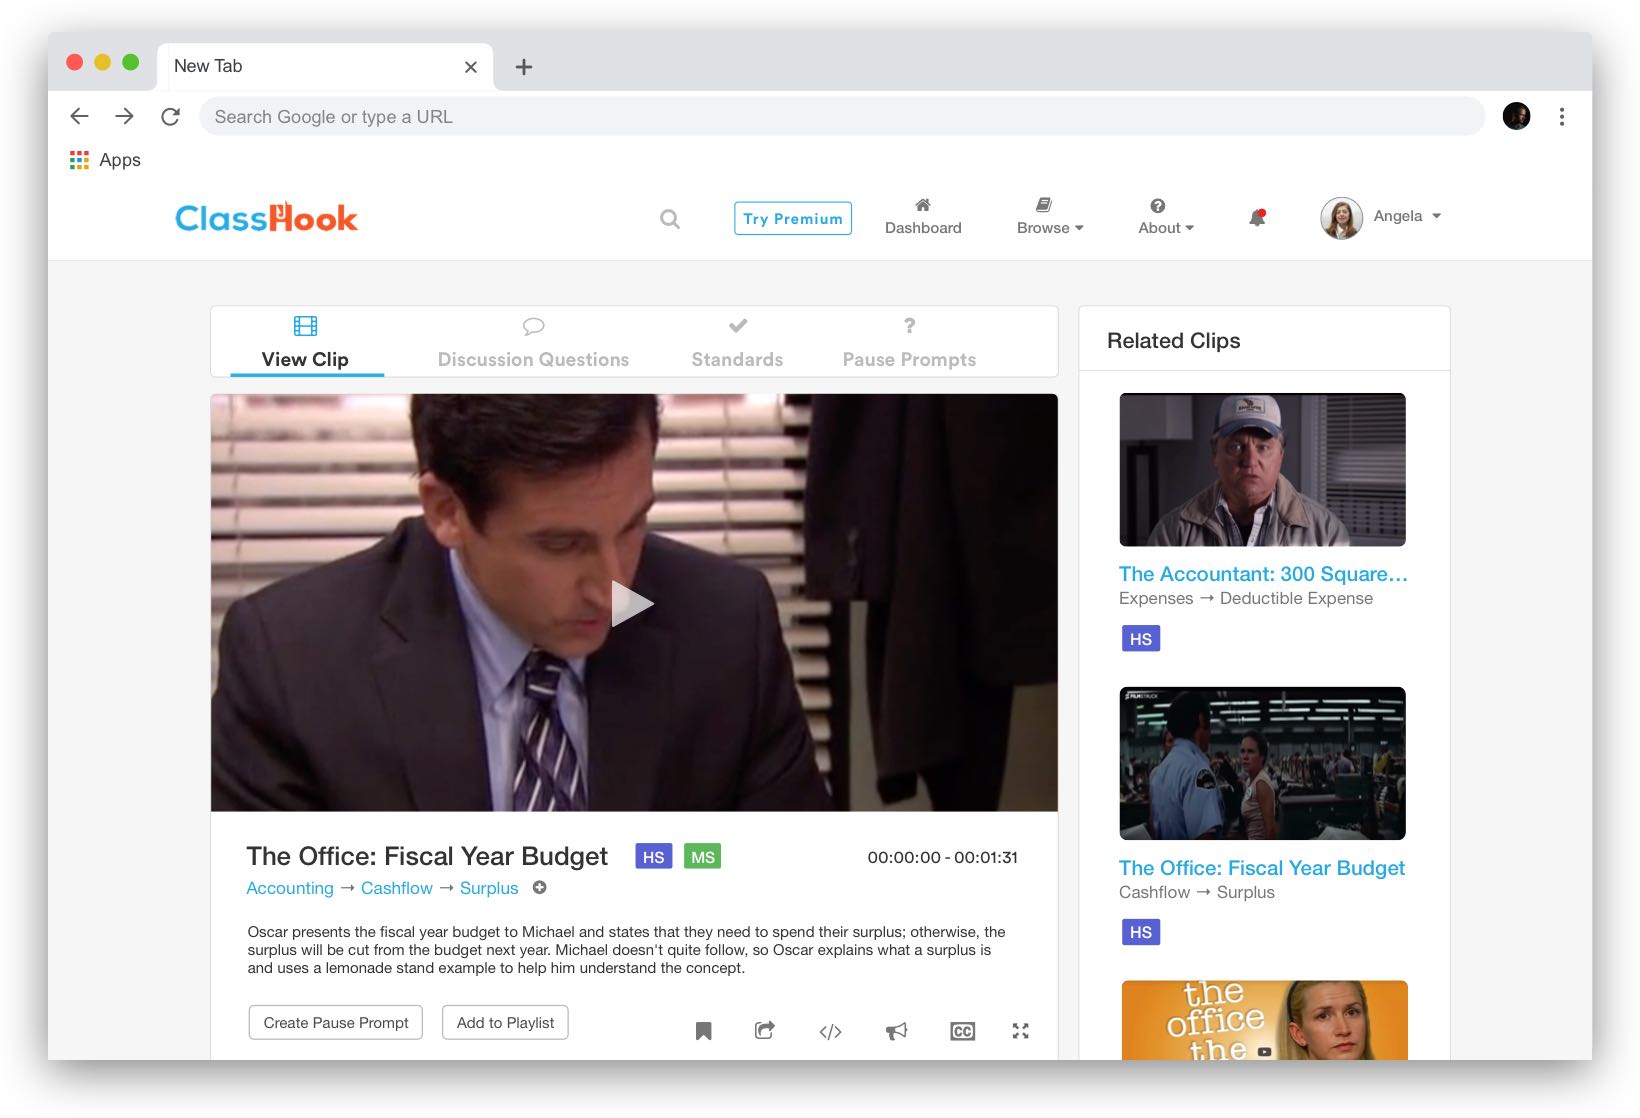 New Tab
Search Google or type a URL
Apps
ClassHook
Try Premium
Dashboard
Browse
About
Angela
View Clip
Discussion Questions
Standards
?
Pause Prompts
The Office: Fiscal Year Budget
HS
MS
00:00:00 - 00:01:31
Accounting → Cashflow → Surplus
Oscar presents the fiscal year budget to Michael and states that they need to spend their surplus; otherwise, the
surplus will be cut from the budget next year. Michael doesn't quite follow, so Oscar explains what a surplus is
and uses a lemonade stand example to help him understand the concept.
Create Pause Prompt
Add to Playlist
</>
CC
Related Clips
The Accountant: 300 Square...
Expenses → Deductible Expense
HS
FILMSTRUCK
The Office: Fiscal Year Budget
Cashflow → Surplus
HS
the
office
the